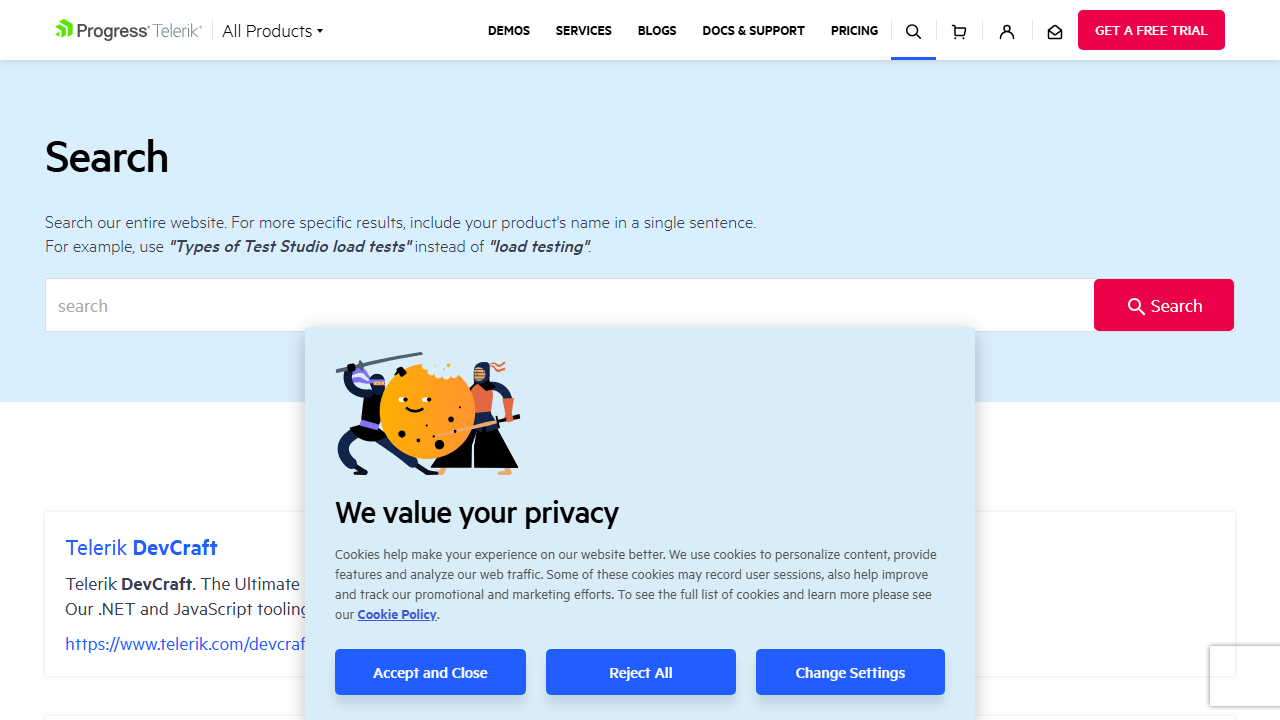 Progress® Telerik®
All Products
DEMOS
SERVICES
BLOGS
DOCS & SUPPORT
PRICING
GET A FREE TRIAL
Search
Search our entire website. For more specific results, include your product's name in a single sentence.
For example, use "Types of Test Studio load tests" instead of "load testing".
search
Search
We value your privacy
Cookies help make your experience on our website better. We use cookies to personalize content, provide
features and analyze our web traffic. Some of these cookies may record user sessions, also help improve
and track our promotional and marketing efforts. To see the full list of cookies and learn more please see
our Cookie Policy.
Accept and Close
Reject All
Change Settings
Telerik DevCraft
Telerik DevCraft. The Ultimate
Our .NET and JavaScript tooling
https://www.telerik.com/devcraf